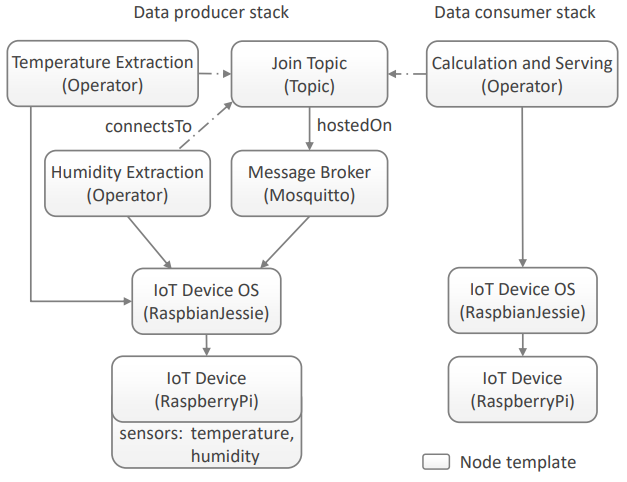 Data producer stack
Data consumer stack
Temperature Extraction
(Operator)
Join Topic
(Topic)
Calculation and Serving
(Operator)
connectsTo
hostedOn
Humidity Extraction
(Operator)
Message Broker
(Mosquitto)
IoT Device OS
(RaspbianJessie)
IoT Device OS
(RaspbianJessie)
IoT Device
(RaspberryPi)
sensors: temperature,
humidity
IoT Device
(RaspberryPi)
Node template